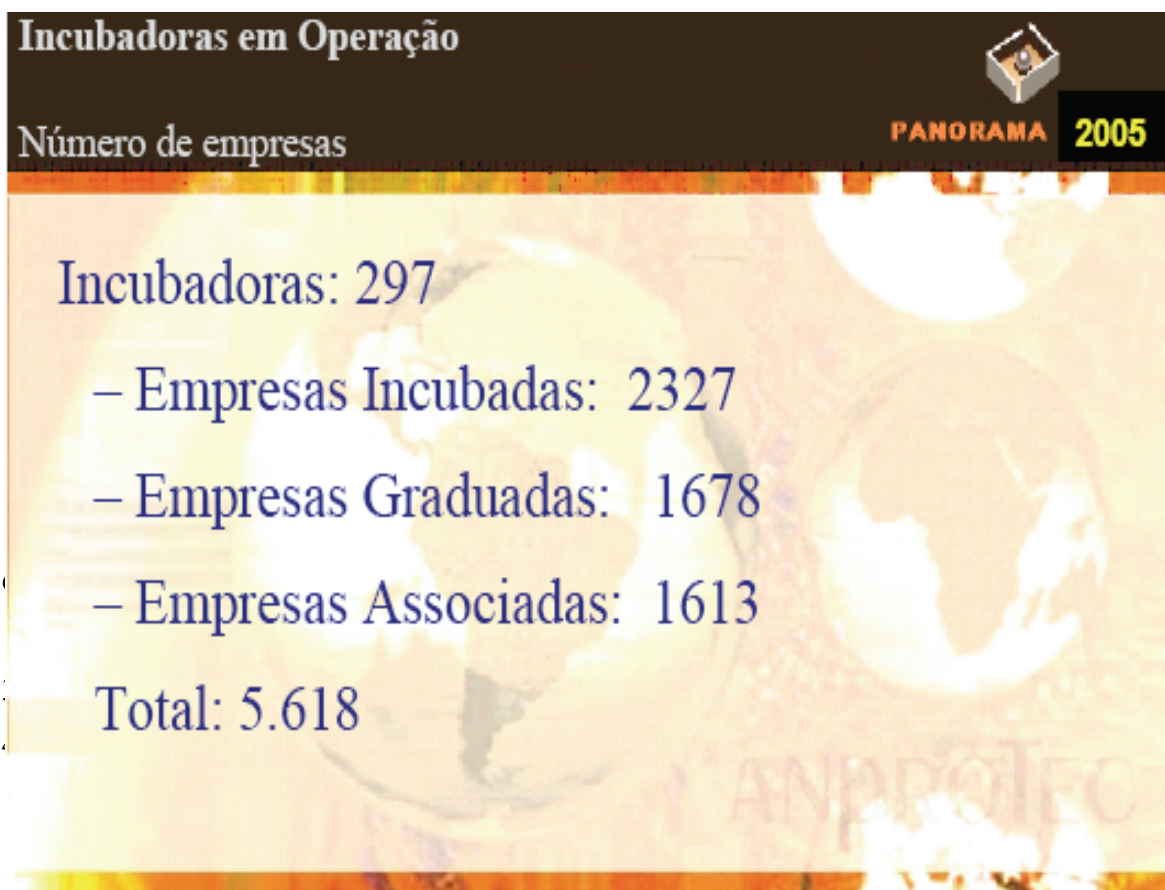 Incubadoras em Operação
Número de empresas
PANORAMA 2005
Incubadoras: 297
– Empresas Incubadas: 2327
– Empresas Graduadas: 1678
– Empresas Associadas: 1613
Total: 5.618